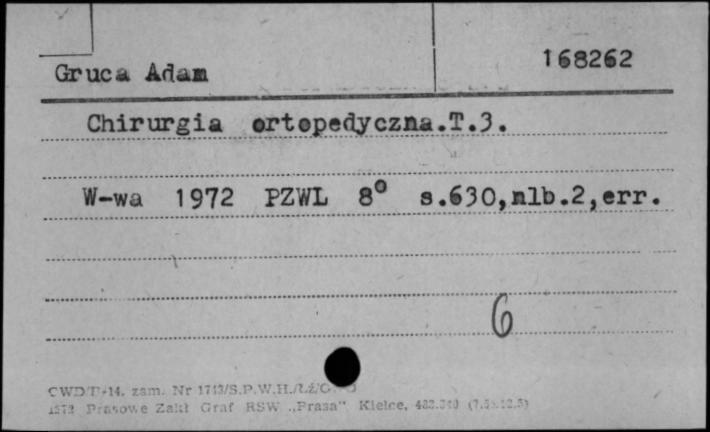 Gruca Adam 168262
Chirurgia ortopedyczna.T.3.
W-wa 1972 PZWL 8° s.630,nlb.2,err.
6
CWD/T-14. zam. Nr 1713/S.P.W.H.
Prasowe Zakł Graf RSW „Prasa” Kielce,